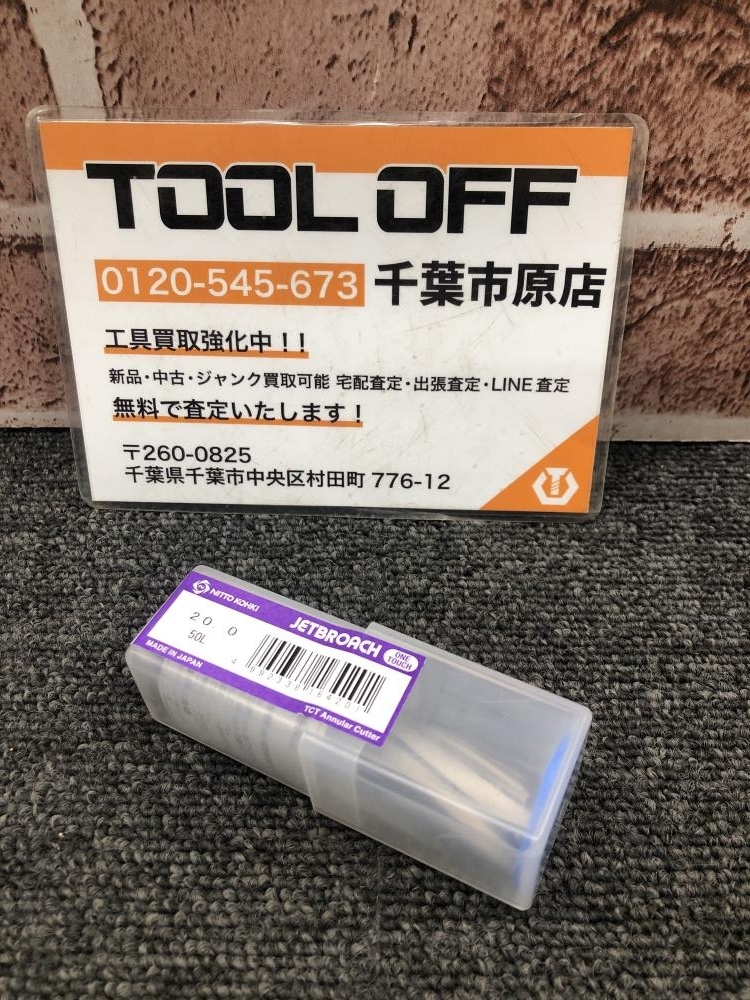 TOOL OFF
0120-545-673 千葉市原店
工具買取強化中!!
新品・中古・ジャンク買取可能 宅配査定・出張査定・LINE査定
無料で査定いたします!
〒260-0825
千葉県千葉市中央区村田町 776-12
NITTO KOHKI
JETBROACH
ONE TOUCH
20.0
50L
MADE IN JAPAN
TCT Annular Cutter